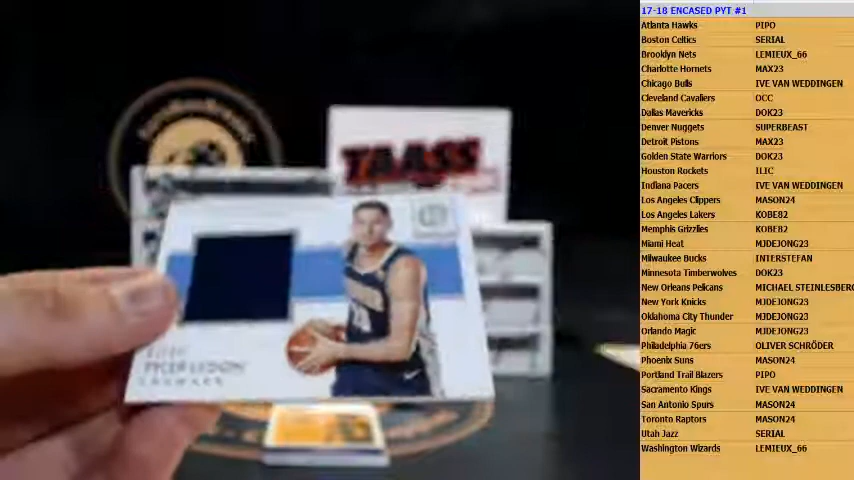 17-18 ENCASED PYT #1
Atlanta Hawks PIPO
Boston Celtics SERIAL
Brooklyn Nets LEMIEUX_66
Charlotte Hornets MAX23
Chicago Bulls IVE VAN WEDDINGEN
Cleveland Cavaliers OCC
Dallas Mavericks DOK23
Denver Nuggets SUPERBEAST
Detroit Pistons MAX23
Golden State Warriors DOK23
Houston Rockets ILIC
Indiana Pacers IVE VAN WEDDINGEN
Los Angeles Clippers MASON24
Los Angeles Lakers KOBE82
Memphis Grizzlies KOBE82
Miami Heat MJDEJONG23
Milwaukee Bucks INTERSTEFAN
Minnesota Timberwolves DOK23
New Orleans Pelicans MICHAEL STEINLESBERG
New York Knicks MJDEJONG23
Oklahoma City Thunder MJDEJONG23
Orlando Magic MJDEJONG23
Philadelphia 76ers OLIVER SCHRÖDER
Phoenix Suns MASON24
Portland Trail Blazers PIPO
Sacramento Kings IVE VAN WEDDINGEN
San Antonio Spurs MASON24
Toronto Raptors MASON24
Utah Jazz SERIAL
Washington Wizards LEMIEUX_66
TAASS
TYLER LYDON